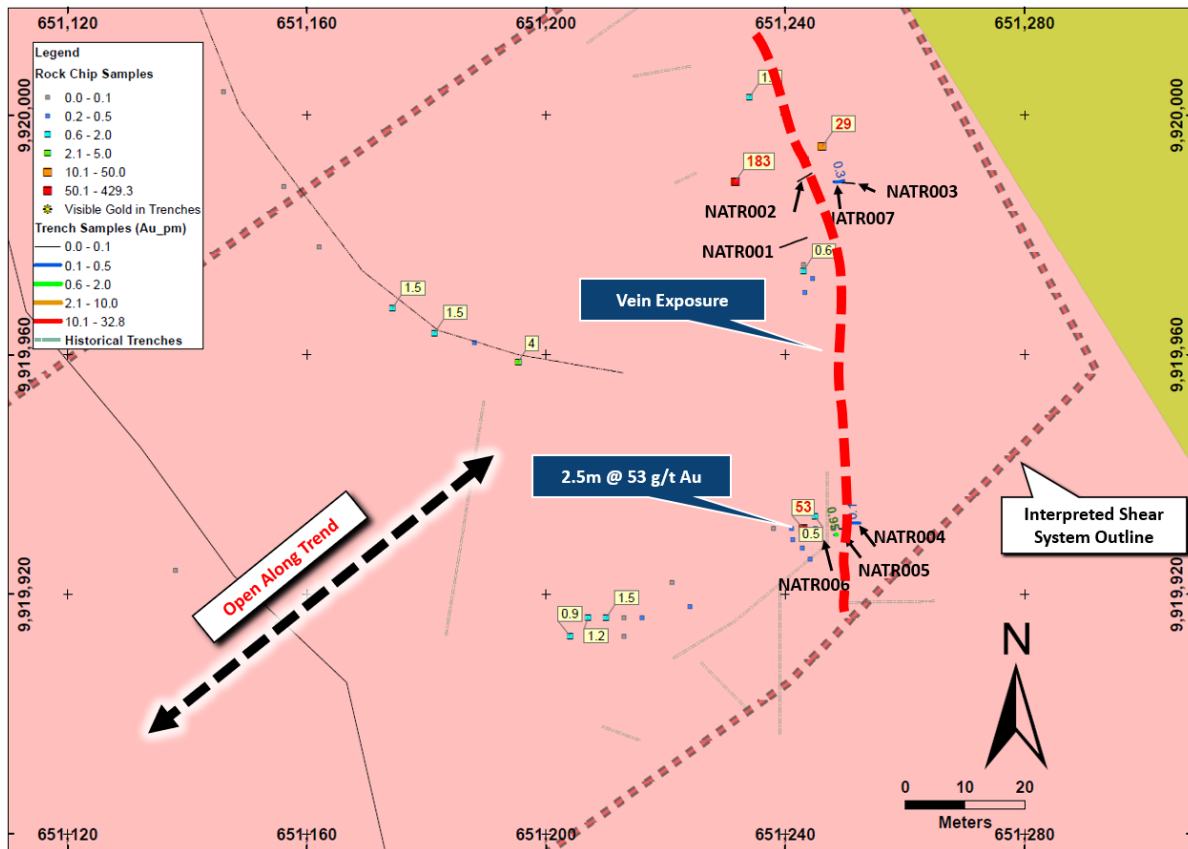 651,120
651,160
651,200
651,240
651,280
Legend
Rock Chip Samples
0.0 - 0.1
0.2 - 0.5
0.6 - 2.0
2.1 - 5.0
10.1 - 50.0
50.1 - 429.3
Visible Gold in Trenches
Trench Samples (Au_pm)
0.0 - 0.1
0.1 - 0.5
0.6 - 2.0
2.1 - 10.0
10.1 - 32.8
Historical Trenches
9,920,000
9,920,000
29
183
NATR003
NATR002
NATR007
NATR001
0.6
Vein Exposure
1.5
1.5
4
9,919,960
9,919,960
2.5m @ 53 g/t Au
53
0.5
Interpreted Shear
System Outline
NATR004
NATR005
NATR006
Open Along Trend
9,919,920
9,919,920
0.9
1.5
1.2
N
0 10 20
Meters
651,120
651,160
651,200
651,240
651,280